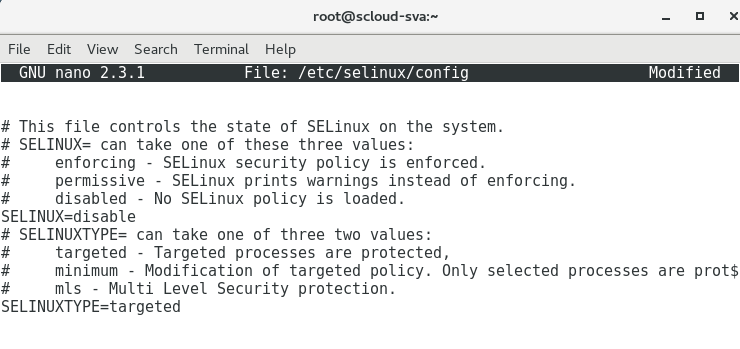 root@scloud-sva:~
File Edit View Search Terminal Help
GNU nano 2.3.1 File: /etc/selinux/config Modified
# This file controls the state of SELinux on the system.
# SELINUX= can take one of these three values:
#     enforcing - SELinux security policy is enforced.
#     permissive - SELinux prints warnings instead of enforcing.
#     disabled - No SELinux policy is loaded.
SELINUX=disable
# SELINUXTYPE= can take one of three two values:
#     targeted - Targeted processes are protected,
#     minimum - Modification of targeted policy. Only selected processes are prot$
#     mls - Multi Level Security protection.
SELINUXTYPE=targeted